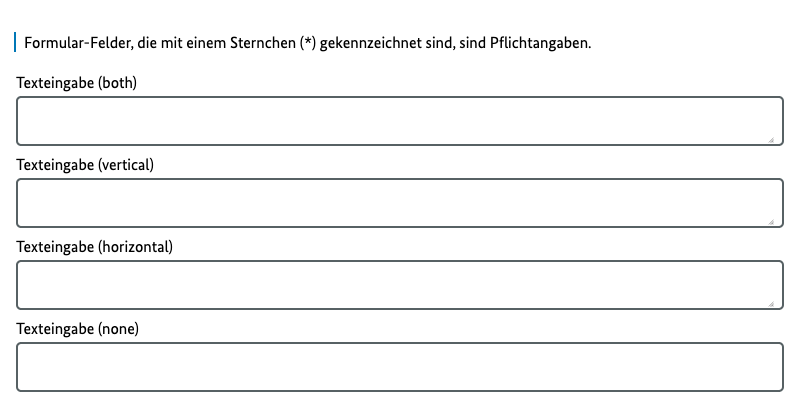 Formular-Felder, die mit einem Sternchen (*) gekennzeichnet sind, sind Pflichtangaben.
Texteingabe (both)
Texteingabe (vertical)
Texteingabe (horizontal)
Texteingabe (none)